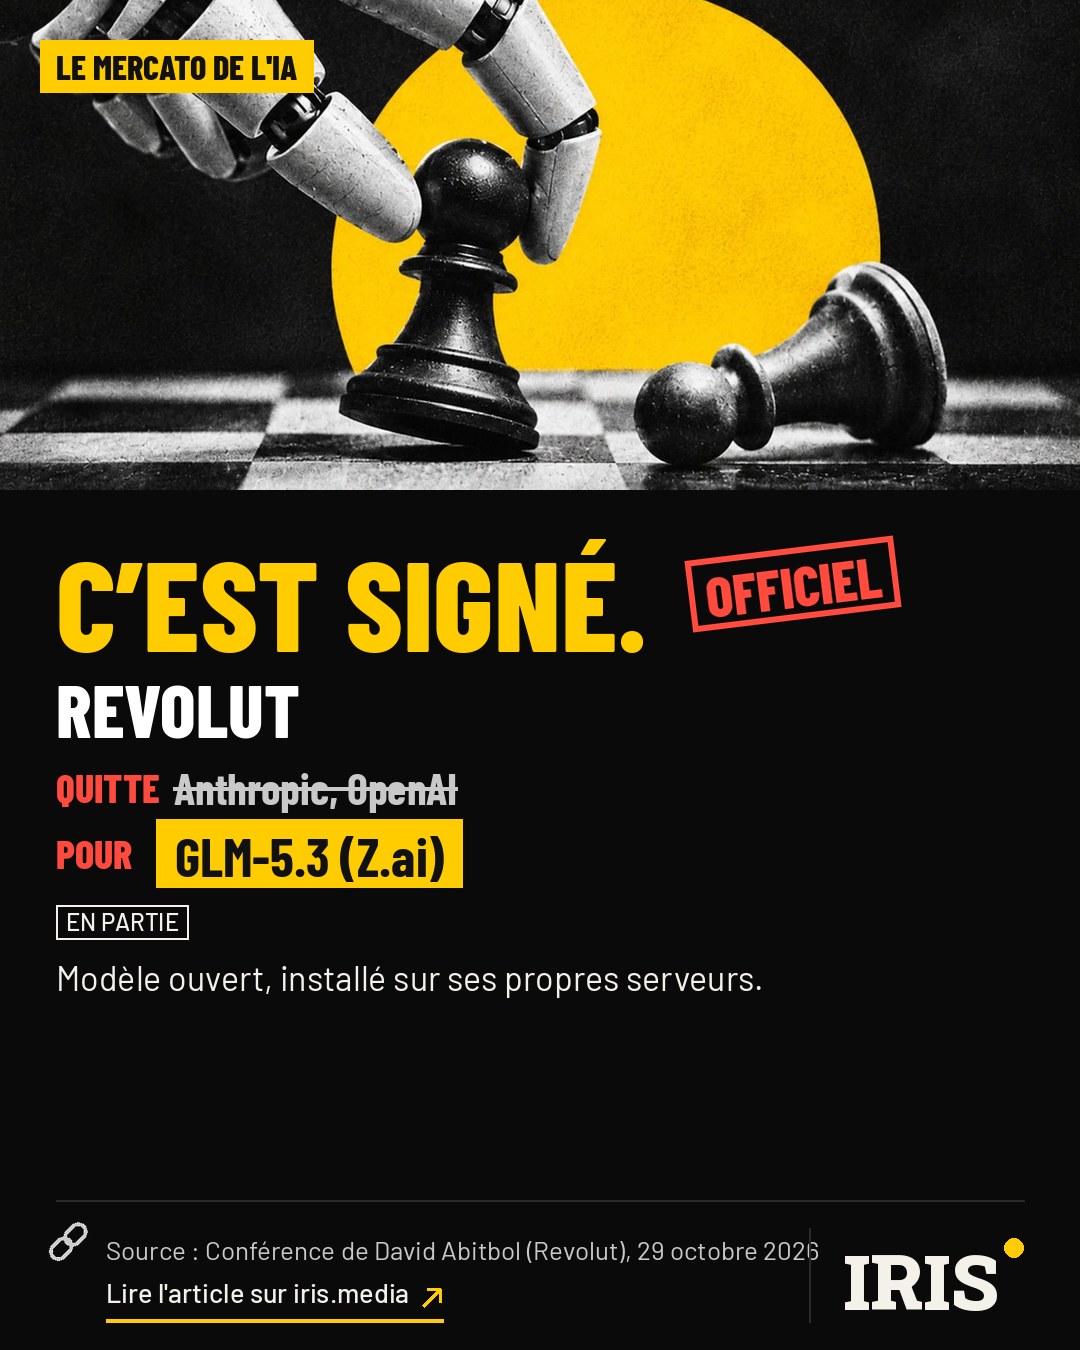 LE MERCATO DE L'IA
C’EST SIGNÉ.
OFFICIEL
REVOLUT
QUITTE Anthropic, OpenAI
POUR GLM-5.3 (Z.ai)
EN PARTIE
Modèle ouvert, installé sur ses propres serveurs.
Source : Conférence de David Abitbol (Revolut), 29 octobre 2026
Lire l'article sur iris.media
IRIS